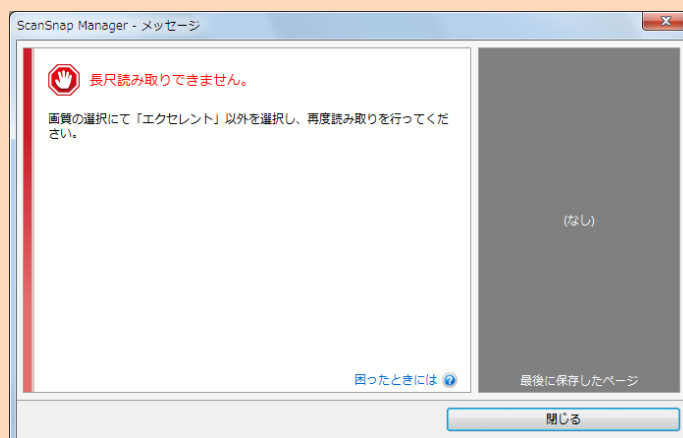 ScanSnap Manager - メッセージ
長尺読み取りできません。
画質の選択にて「エクセレント」以外を選択し、再度読み取りを行ってくだ
さい。
(なし)
困ったときには
最後に保存したページ
閉じる